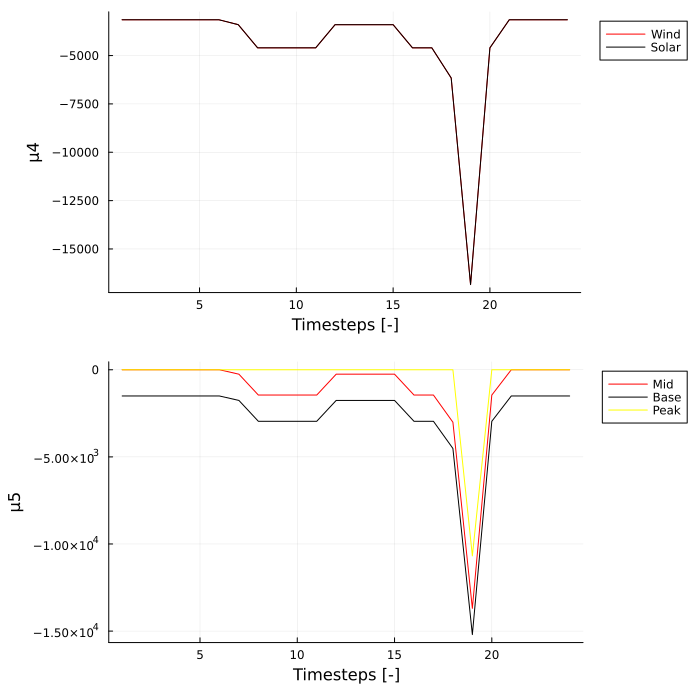 Wind
Solar
−5000
−7500
−10000
−12500
−15000
μ4
5 10 15 20
Timesteps [-]
Mid
Base
Peak
0
−5.00×10³
−1.00×10⁴
−1.50×10⁴
μ5
5 10 15 20
Timesteps [-]